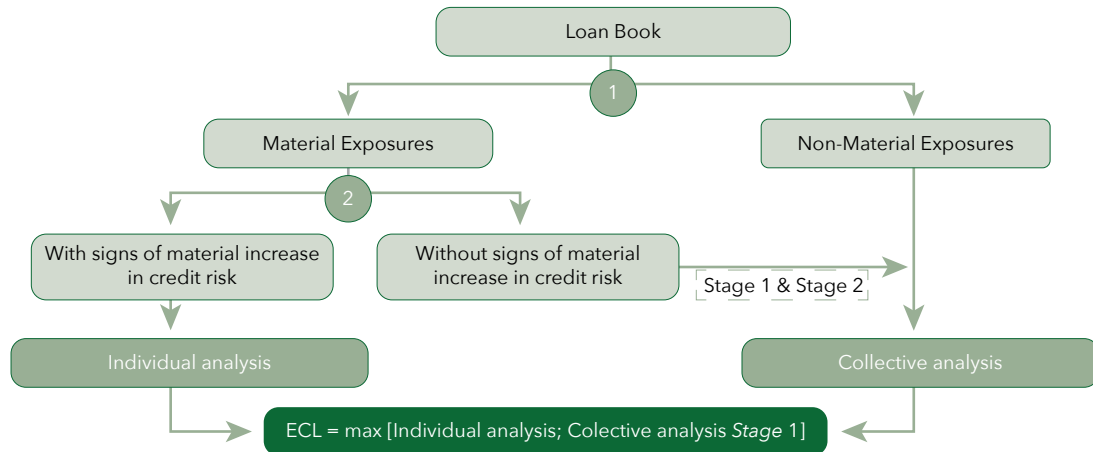 Loan Book
1
Material Exposures
Non-Material Exposures
2
With signs of material increase
in credit risk
Without signs of material
increase in credit risk
Stage 1 & Stage 2
Individual analysis
Collective analysis
ECL = max [Individual analysis; Colective analysis Stage 1]